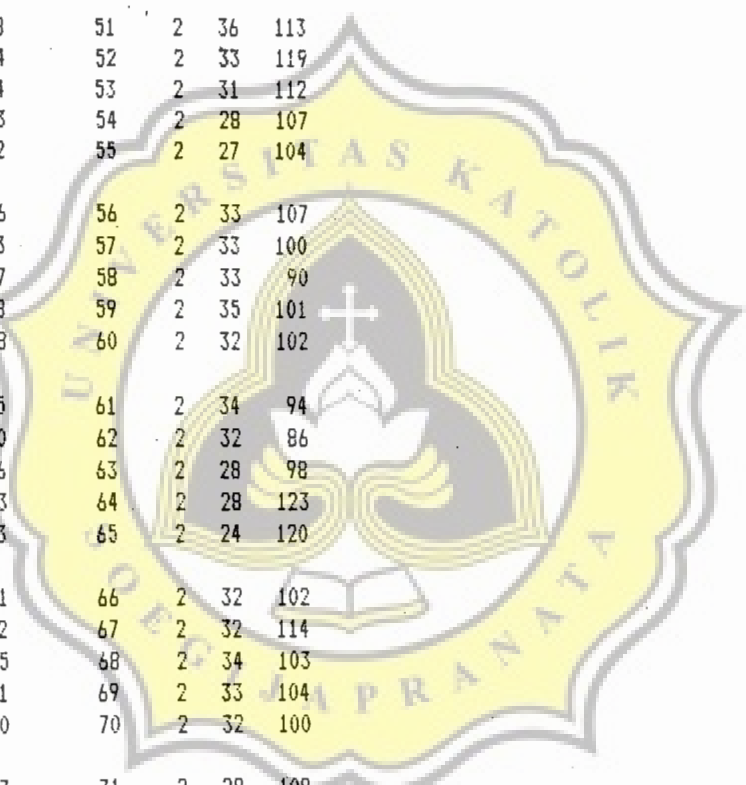 51 2 36 113
52 2 33 119
53 2 31 112
54 2 28 107
55 2 27 104
56 2 33 107
57 2 33 100
58 2 33 90
59 2 35 101
60 2 32 102
61 2 34 94
62 2 32 86
63 2 28 98
64 2 28 123
65 2 24 120
66 2 32 102
67 2 32 114
68 2 34 103
69 2 33 104
70 2 32 100
UNIVERSITAS KATOLIK
SOEGIJAPRANATA